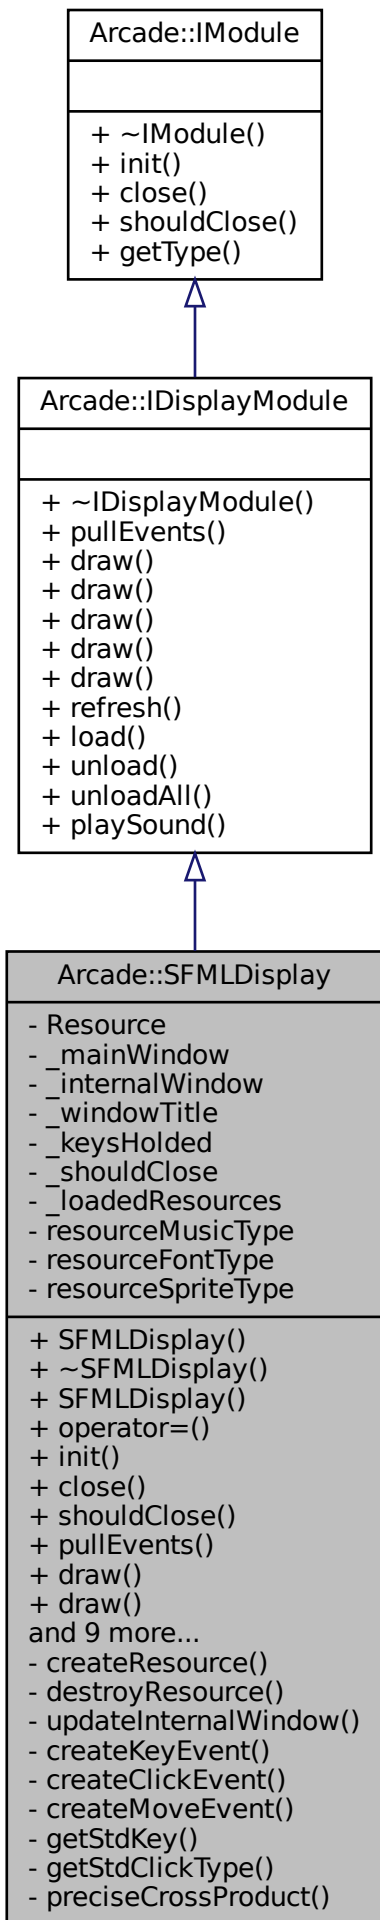 Arcade::IModule
+ ~IModule()
+ init()
+ close()
+ shouldClose()
+ getType()
Arcade::IDisplayModule
+ ~IDisplayModule()
+ pullEvents()
+ draw()
+ draw()
+ draw()
+ draw()
+ draw()
+ refresh()
+ load()
+ unload()
+ unloadAll()
+ playSound()
Arcade::SFMLDisplay
- Resource
- _mainWindow
- _internalWindow
- _windowTitle
- _keysHolded
- _shouldClose
- _loadedResources
- resourceMusicType
- resourceFontType
- resourceSpriteType
+ SFMLDisplay()
+ ~SFMLDisplay()
+ SFMLDisplay()
+ operator=()
+ init()
+ close()
+ shouldClose()
+ pullEvents()
+ draw()
+ draw()
and 9 more...
- createResource()
- destroyResource()
- updateInternalWindow()
- createKeyEvent()
- createClickEvent()
- createMoveEvent()
- getStdKey()
- getStdClickType()
- preciseCrossProduct()